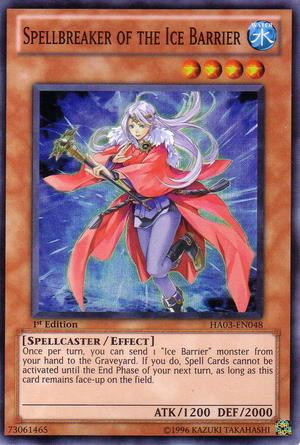 Spellbreaker of the Ice Barrier
WATER
水
1st Edition
HA03-EN048
[Spellcaster / Effect]
Once per turn, you can send 1 "Ice Barrier" monster from
your hand to the Graveyard. If you do, Spell Cards cannot
be activated until the End Phase of your next turn, as long as
this card remains face-up on the field.
ATK/1200 DEF/2000
73061465
©1996 KAZUKI TAKAHASHI